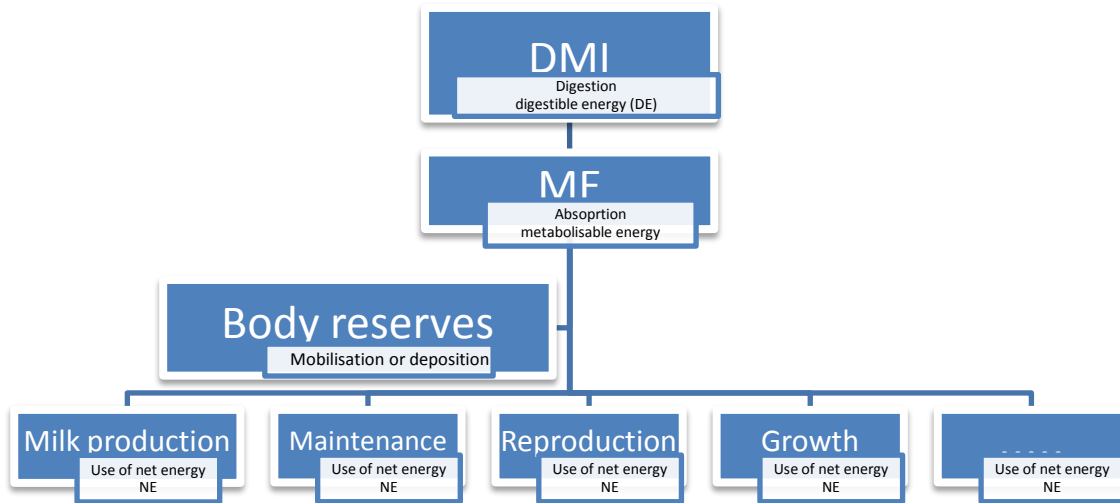 DMI
Digestion
digestible energy (DE)
Absoprtion
metabolisable energy
Body reserves
Mobilisation or deposition
Milk production
Maintenance
Reproduction
Growth
Use of net energy
NE
Use of net energy
NE
Use of net energy
NE
Use of net energy
NE
Use of net energy
NE